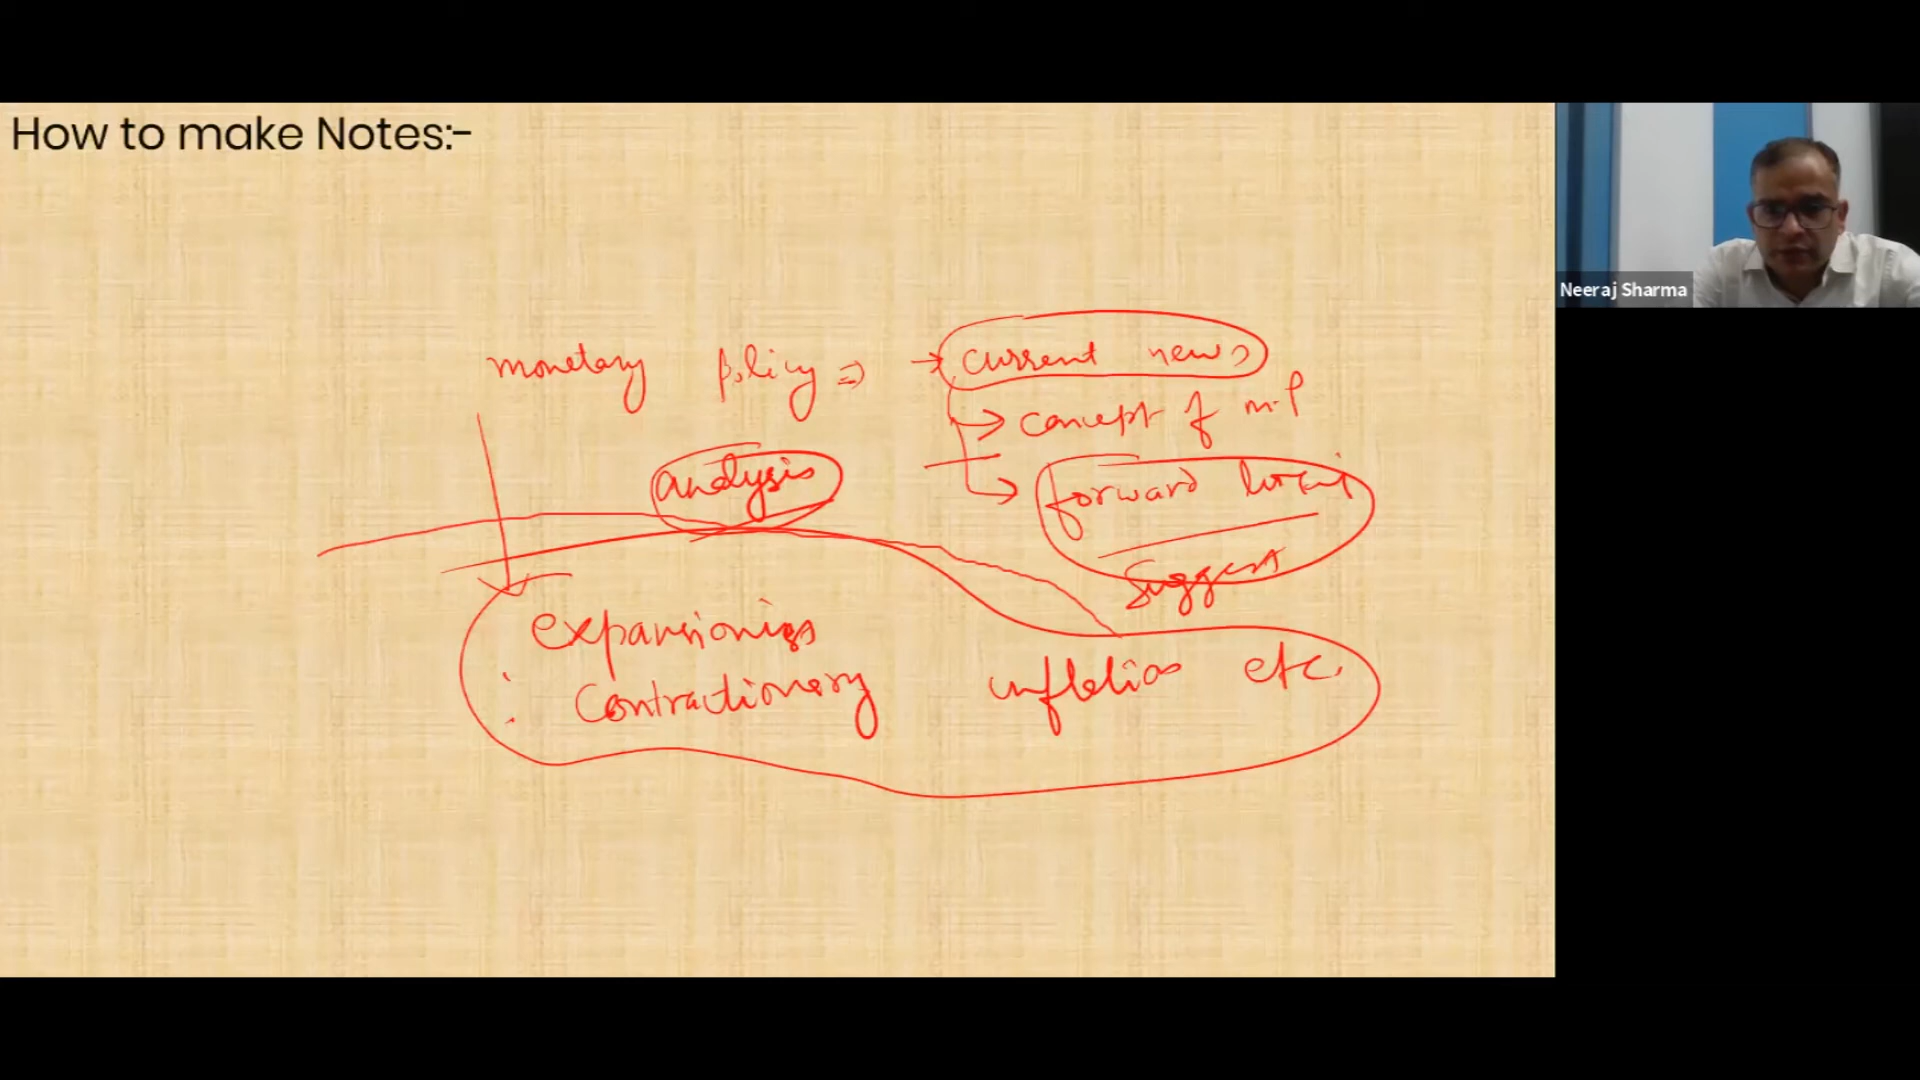 How to make Notes:-
Neeraj Sharma
monetary policy ⇒ → current news
→ concept of m.P
analysis
→ forward
suggest
expansionary
: contractionary inflation etc.